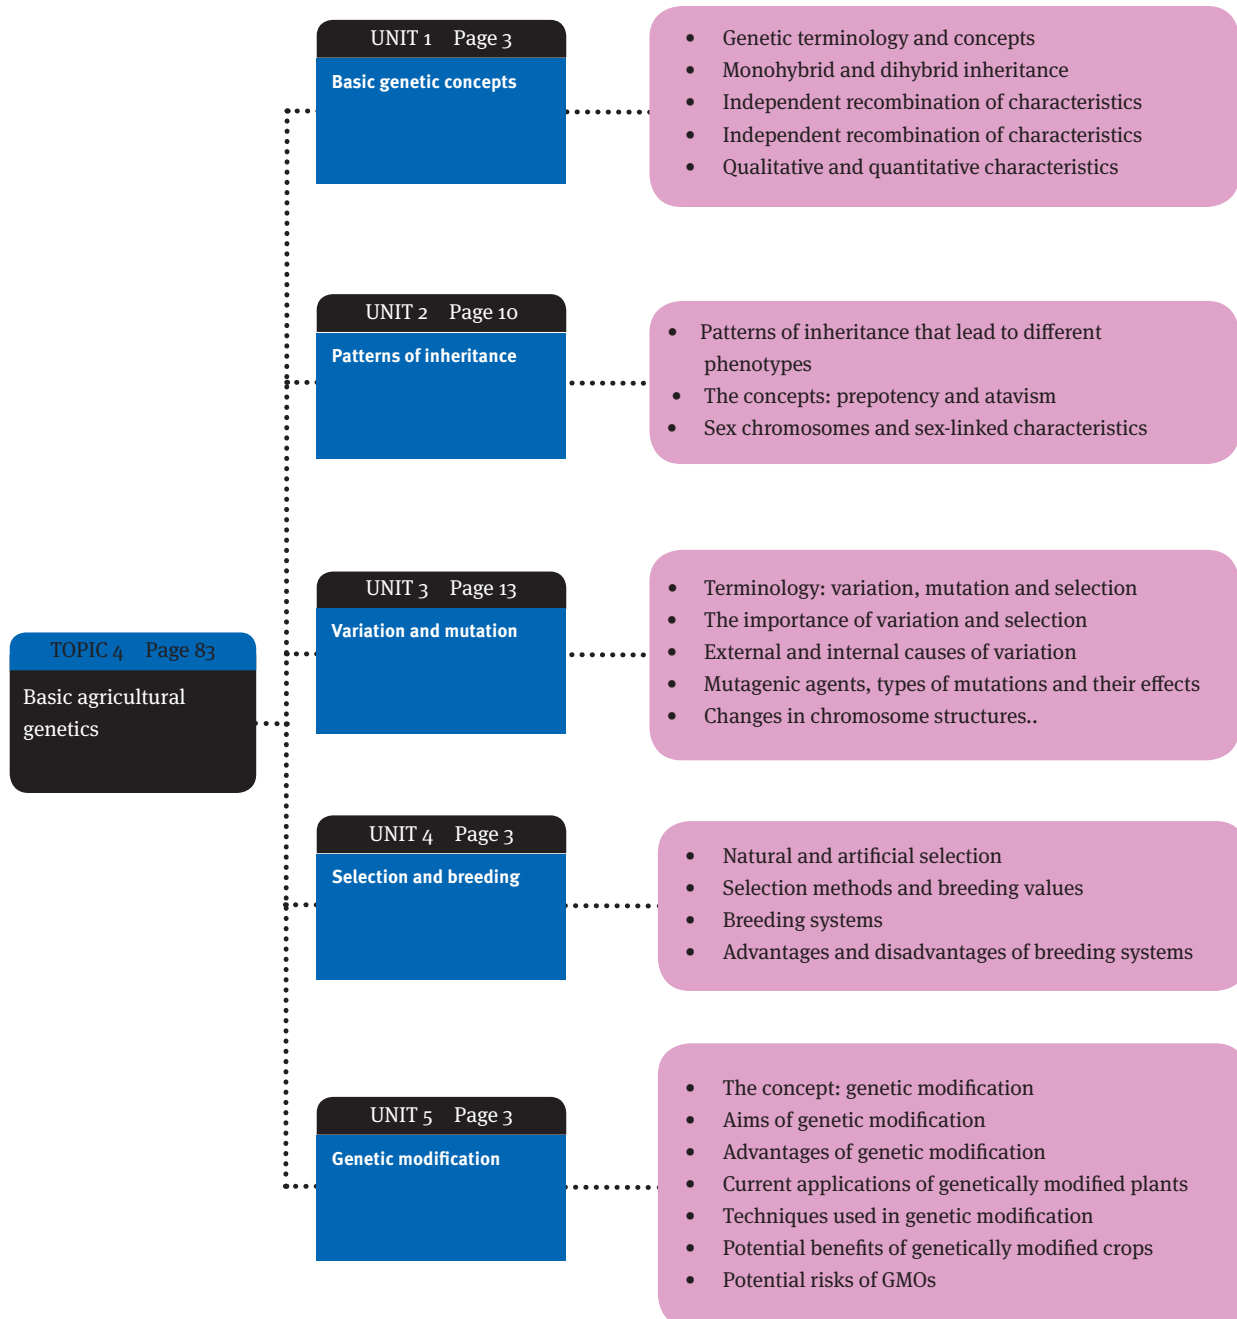 UNIT 1 Page 3
Basic genetic concepts
• Genetic terminology and concepts
• Monohybrid and dihybrid inheritance
• Independent recombination of characteristics
• Independent recombination of characteristics
• Qualitative and quantitative characteristics
UNIT 2 Page 10
Patterns of inheritance
• Patterns of inheritance that lead to different
phenotypes
• The concepts: prepotency and atavism
• Sex chromosomes and sex-linked characteristics
UNIT 3 Page 13
Variation and mutation
• Terminology: variation, mutation and selection
• The importance of variation and selection
• External and internal causes of variation
• Mutagenic agents, types of mutations and their effects
• Changes in chromosome structures..
TOPIC 4 Page 83
Basic agricultural
genetics
UNIT 4 Page 3
Selection and breeding
• Natural and artificial selection
• Selection methods and breeding values
• Breeding systems
• Advantages and disadvantages of breeding systems
UNIT 5 Page 3
Genetic modification
• The concept: genetic modification
• Aims of genetic modification
• Advantages of genetic modification
• Current applications of genetically modified plants
• Techniques used in genetic modification
• Potential benefits of genetically modified crops
• Potential risks of GMOs